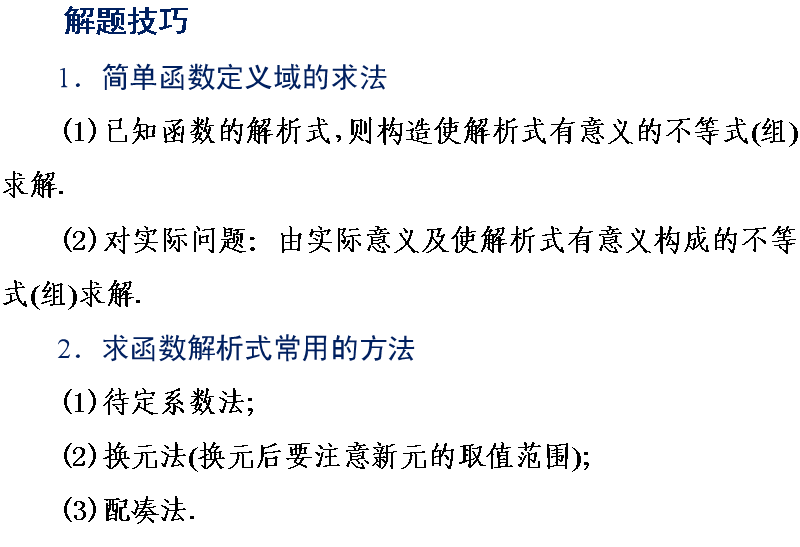 解题技巧
1．简单函数定义域的求法
(1)已知函数的解析式,则构造使解析式有意义的不等式(组)
求解.
(2)对实际问题：由实际意义及使解析式有意义构成的不等
式(组)求解.
2．求函数解析式常用的方法
(1)待定系数法;
(2)换元法(换元后要注意新元的取值范围);
(3)配凑法.